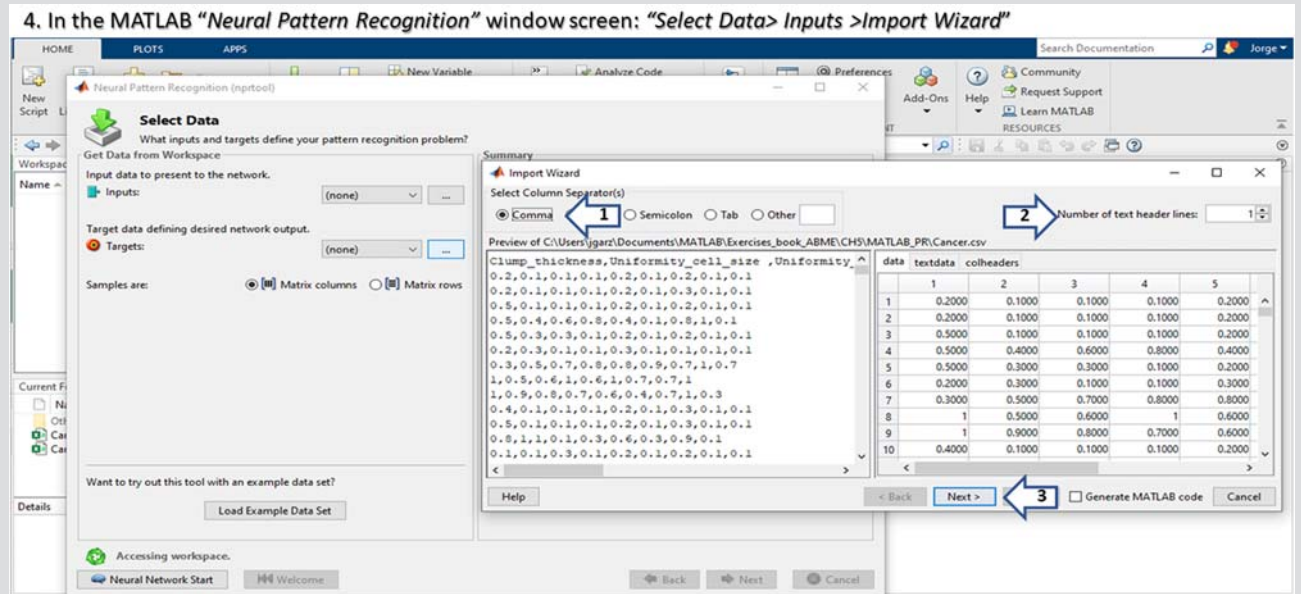 4. In the MATLAB “Neural Pattern Recognition” window screen: “Select Data> Inputs >Import Wizard”
HOME PLOTS APPS Search Documentation Jorge
New Variable Analyze Code Preferences Community
New Script Add-Ons Help Request Support
Learn MATLAB
RESOURCES
Neural Pattern Recognition (nprtool)
Select Data
What inputs and targets define your pattern recognition problem?
Get Data from Workspace
Summary
Input data to present to the network.
Inputs: (none) ...
Target data defining desired network output.
Targets: (none) ...
Samples are: Matrix columns Matrix rows
Want to try out this tool with an example data set?
Load Example Data Set
Accessing workspace.
Neural Network Start Welcome Back Next Cancel
Workspac
Name
Current F
Details
Import Wizard
Select Column Separator(s)
Comma 1 Semicolon Tab Other
2 Number of text header lines: 1
Preview of C:\Users\jgarz\Documents\MATLAB\Exercises_book_ABME\CH5\MATLAB_PR\Cancer.csv
Clump_thickness,Uniformity_cell_size ,Uniformity_
0.2,0.1,0.1,0.1,0.2,0.1,0.2,0.1,0.1
0.2,0.1,0.1,0.1,0.2,0.1,0.3,0.1,0.1
0.5,0.1,0.1,0.1,0.2,0.1,0.2,0.1,0.1
0.5,0.4,0.6,0.8,0.4,0.1,0.8,1,0.1
0.5,0.3,0.3,0.1,0.2,0.1,0.2,0.1,0.1
0.2,0.3,0.1,0.1,0.3,0.1,0.1,0.1,0.1
0.3,0.5,0.7,0.8,0.8,0.9,0.7,1,0.7
1,0.5,0.6,1,0.6,1,0.7,0.7,1
1,0.9,0.8,0.7,0.6,0.4,0.7,1,0.3
0.4,0.1,0.1,0.1,0.2,0.1,0.3,0.1,0.1
0.5,0.1,0.1,0.1,0.2,0.1,0.3,0.1,0.1
0.8,1,1,0.1,0.3,0.6,0.3,0.9,0.1
0.1,0.1,0.3,0.1,0.2,0.1,0.2,0.1,0.1
data textdata colheaders
1 2 3 4 5
1 0.2000 0.1000 0.1000 0.1000 0.2000
2 0.2000 0.1000 0.1000 0.1000 0.2000
3 0.5000 0.1000 0.1000 0.1000 0.2000
4 0.5000 0.4000 0.6000 0.8000 0.4000
5 0.5000 0.3000 0.3000 0.1000 0.2000
6 0.2000 0.3000 0.1000 0.1000 0.3000
7 0.3000 0.5000 0.7000 0.8000 0.8000
8 1 0.5000 0.6000 1 0.6000
9 1 0.9000 0.8000 0.7000 0.6000
10 0.4000 0.1000 0.1000 0.1000 0.2000
Help < Back Next > 3 Generate MATLAB code Cancel